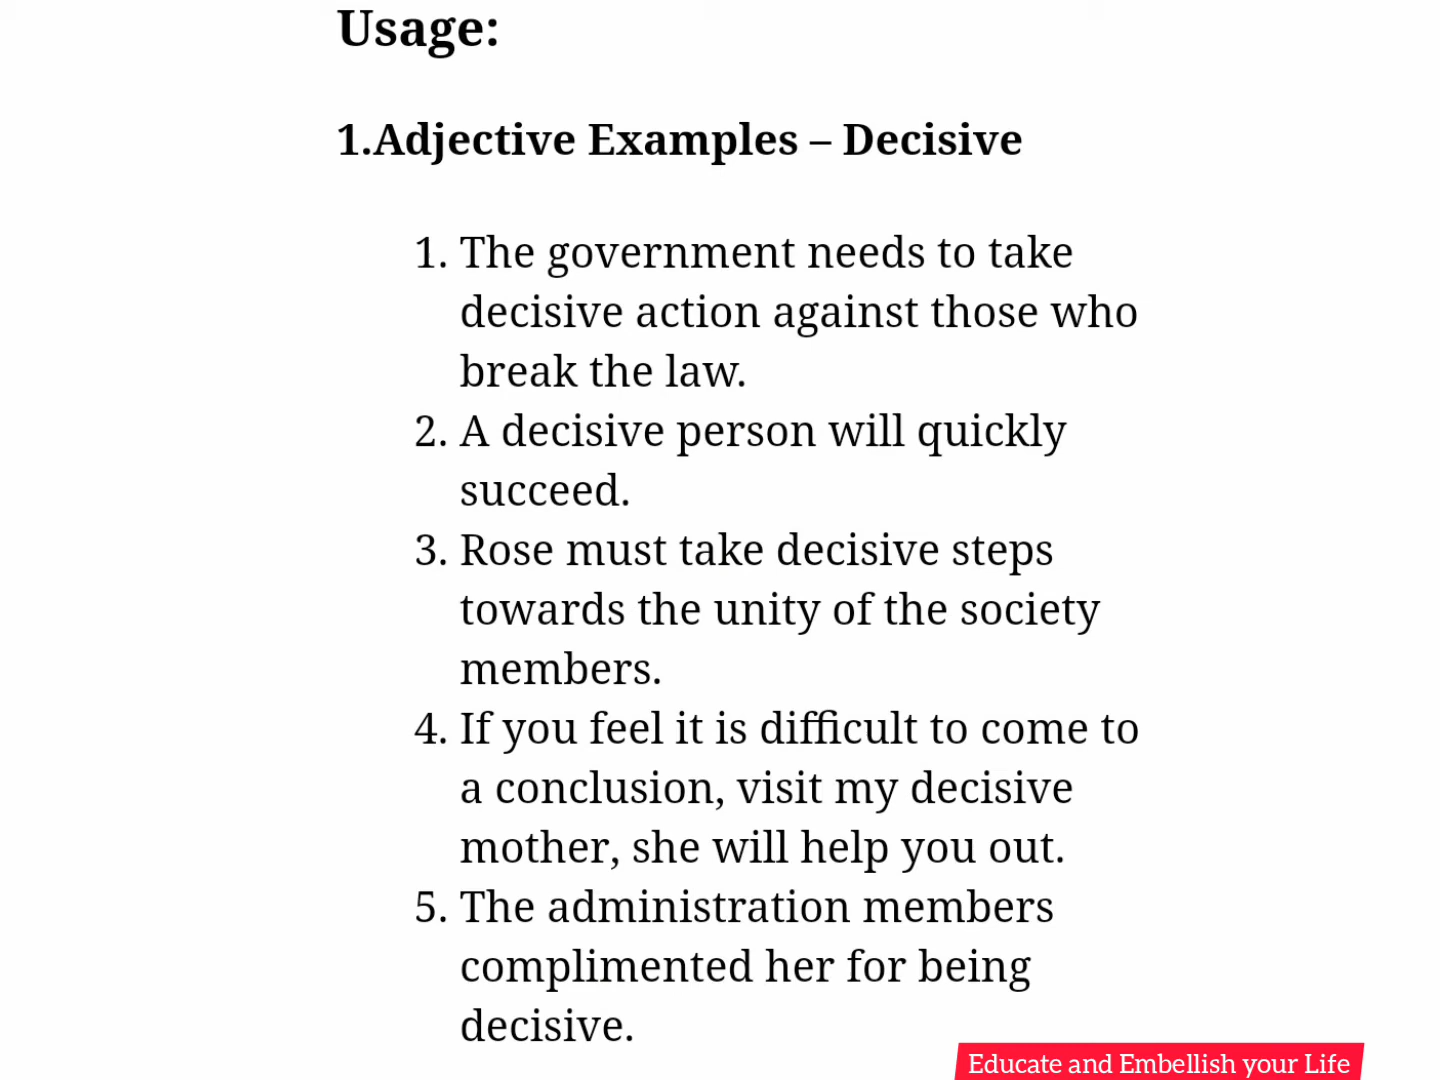 Usage:
1.Adjective Examples – Decisive
1. The government needs to take
decisive action against those who
break the law.
2. A decisive person will quickly
succeed.
3. Rose must take decisive steps
towards the unity of the society
members.
4. If you feel it is difficult to come to
a conclusion, visit my decisive
mother, she will help you out.
5. The administration members
complimented her for being
decisive.
Educate and Embellish your Life